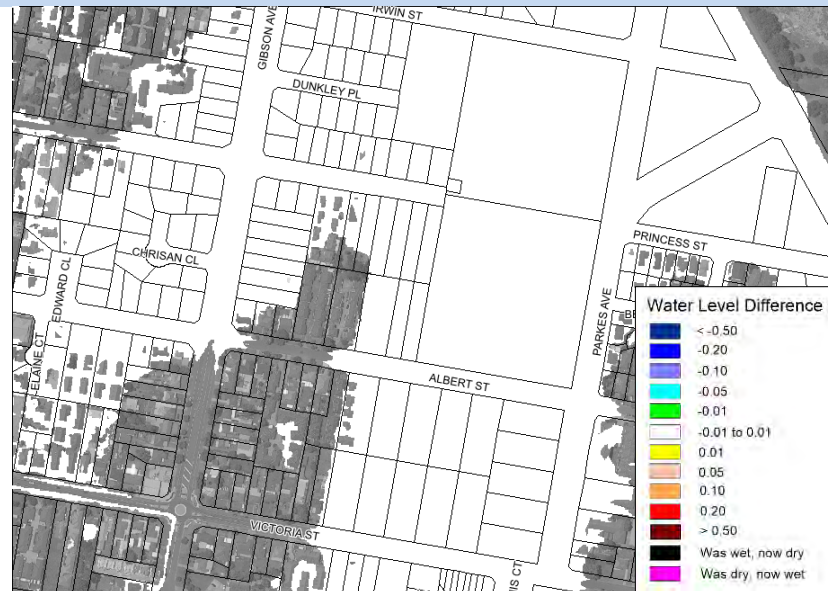 IRWIN ST
GIBSON AVE
DUNKLEY PL
PRINCESS ST
CHRISAN CL
EDWARD CL
ELAINE CT
PARKES AVE
ALBERT ST
VICTORIA ST
Water Level Difference
< -0.50
-0.20
-0.10
-0.05
-0.01
-0.01 to 0.01
0.01
0.05
0.10
0.20
> 0.50
Was wet, now dry
Was dry, now wet